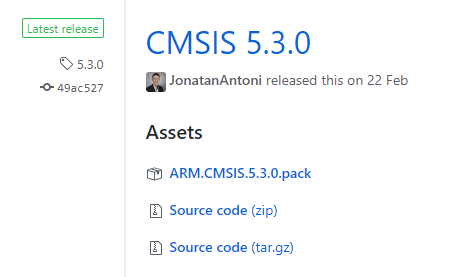 Latest release
5.3.0
49ac527
CMSIS 5.3.0
JonatanAntoni released this on 22 Feb
Assets
ARM.CMSIS.5.3.0.pack
Source code (zip)
Source code (tar.gz)